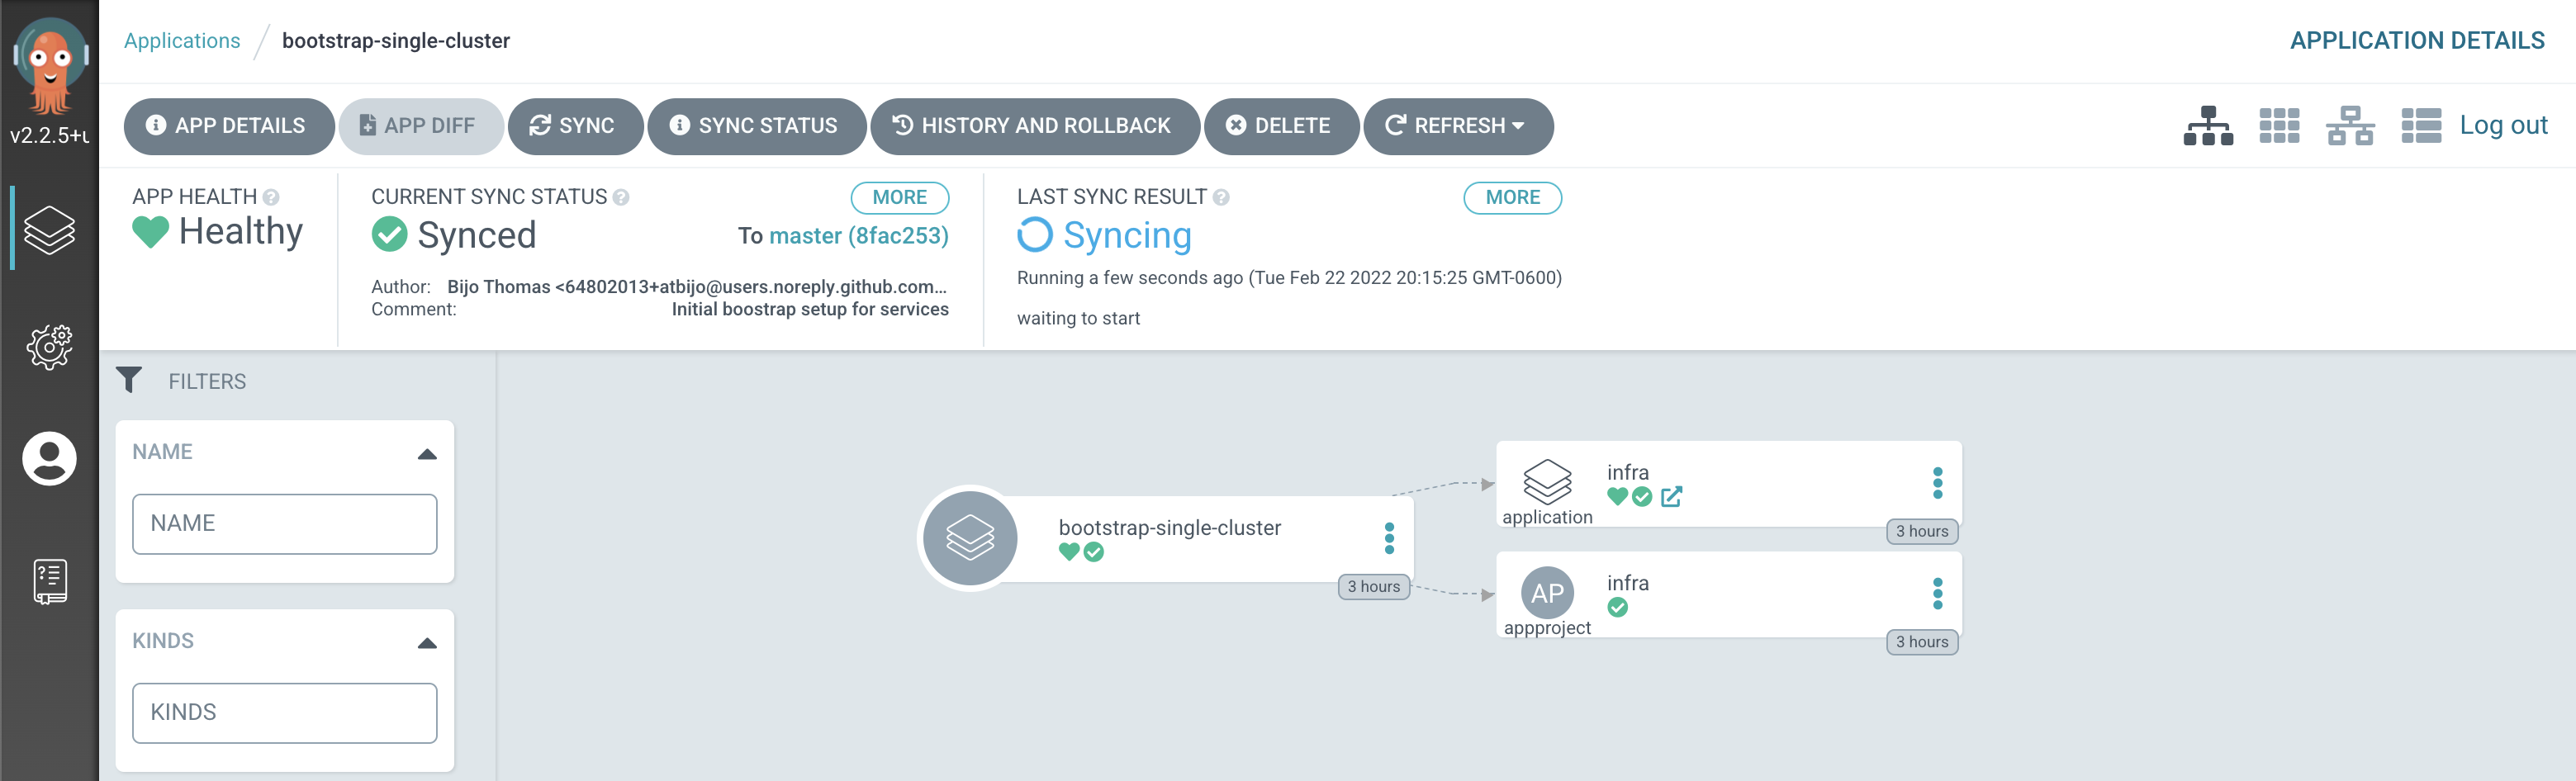 v2.2.5+u
Applications / bootstrap-single-cluster
APPLICATION DETAILS
APP DETAILS
APP DIFF
SYNC
SYNC STATUS
HISTORY AND ROLLBACK
DELETE
REFRESH
Log out
APP HEALTH
Healthy
CURRENT SYNC STATUS
MORE
Synced
To master (8fac253)
Author: Bijo Thomas <64802013+atbijo@users.noreply.github.com...
Comment: Initial boostrap setup for services
LAST SYNC RESULT
MORE
Syncing
Running a few seconds ago (Tue Feb 22 2022 20:15:25 GMT-0600)
waiting to start
FILTERS
NAME
NAME
KINDS
KINDS
bootstrap-single-cluster
3 hours
infra
application
3 hours
AP
infra
appproject
3 hours